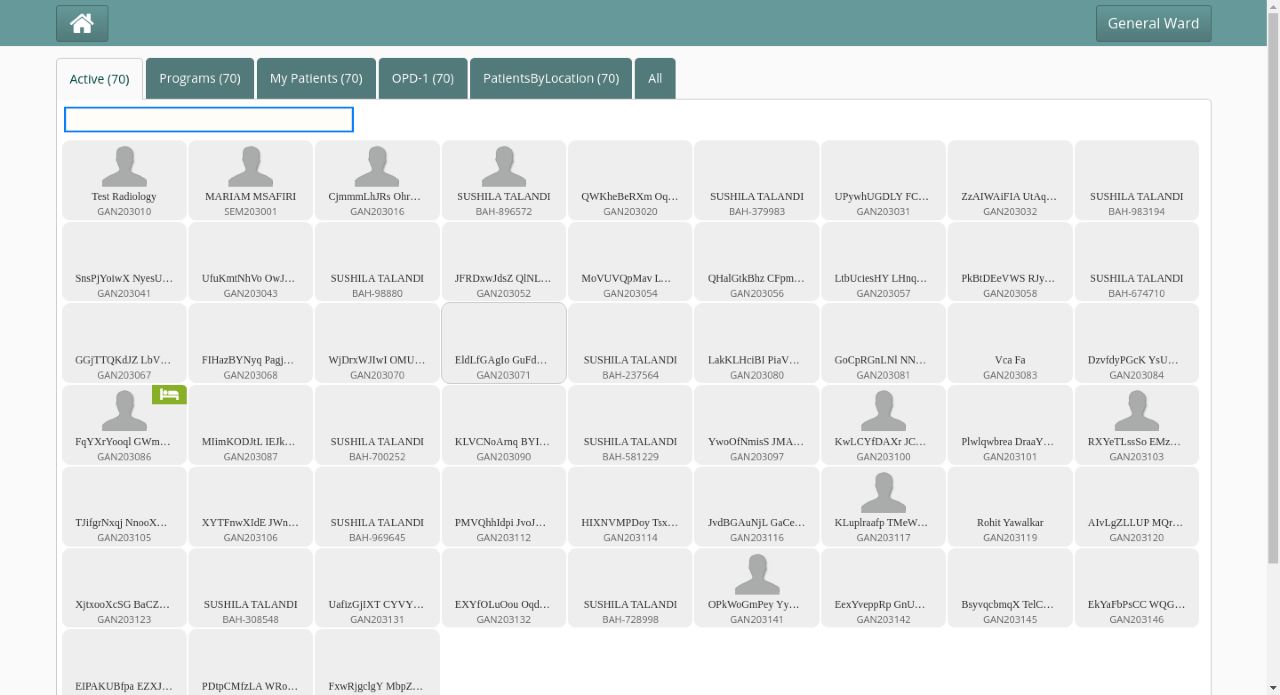 General Ward
Active (70)
Programs (70)
My Patients (70)
OPD-1 (70)
PatientsByLocation (70)
All
Test Radiology
GAN203010
MARIAM MSAFIRI
SEM203001
CjmmmLhJRs Ohr…
GAN203016
SUSHILA TALANDI
BAH-896572
QWKheBeRXm Oq…
GAN203020
SUSHILA TALANDI
BAH-379983
UPywhUGDLY FC…
GAN203031
ZzAIWAiFIA UtAq…
GAN203032
SUSHILA TALANDI
BAH-983194
SnsPjYoiwX NyesU…
GAN203041
UfuKmtNhVo OwJ…
GAN203043
SUSHILA TALANDI
BAH-98880
JFRDxwJdsZ QlNL…
GAN203052
MoVUVQpMav L…
GAN203054
QHalGtkBhz CFpm…
GAN203056
LtbUciesHY LHnq…
GAN203057
PkBtDEeVWS RJy…
GAN203058
SUSHILA TALANDI
BAH-674710
GGjTTQKdJZ LbV…
GAN203067
FIHazBYNyq Pagj…
GAN203068
WjDrxWJIwI OMU…
GAN203070
EldLfGAgIo GuFd…
GAN203071
SUSHILA TALANDI
BAH-237564
LakKLHciBI PiaV…
GAN203080
GoCpRGnLNl NN…
GAN203081
Vca Fa
GAN203083
DzvfdyPGcK YsU…
GAN203084
FqYXrYooql GWm…
GAN203086
MIimKODJtL IEJk…
GAN203087
SUSHILA TALANDI
BAH-700252
KLVCNoArnq BYI…
GAN203090
SUSHILA TALANDI
BAH-581229
YwoOfNmisS JMA…
GAN203097
KwLCYfDAXr JC…
GAN203100
Plwlqwbrea DraaY…
GAN203101
RXYeTLssSo EMz…
GAN203103
TJifgrNxqj NnooX…
GAN203105
XYTFnwXIdE JWn…
GAN203106
SUSHILA TALANDI
BAH-969645
PMVQhhIdpi JvoJ…
GAN203112
HIXNVMPDoy Tsx…
GAN203114
JvdBGAuNjL GaCe…
GAN203116
KLuplraafp TMeW…
GAN203117
Rohit Yawalkar
GAN203119
AIvLgZLLUP MQr…
GAN203120
XjtxooXcSG BaCZ…
GAN203123
SUSHILA TALANDI
BAH-308548
UafizGjIXT CYVY…
GAN203131
EXYfOLuOou Oqd…
GAN203132
SUSHILA TALANDI
BAH-728998
OPkWoGmPey Yy…
GAN203141
EexYveppRp GnU…
GAN203142
BsyvqcbmqX TelC…
GAN203145
EkYaFbPsCC WQG…
GAN203146
EIPAKUBfpa EZXJ…
PDtpCMfzLA WRo…
FxwRjgclgY MbpZ…